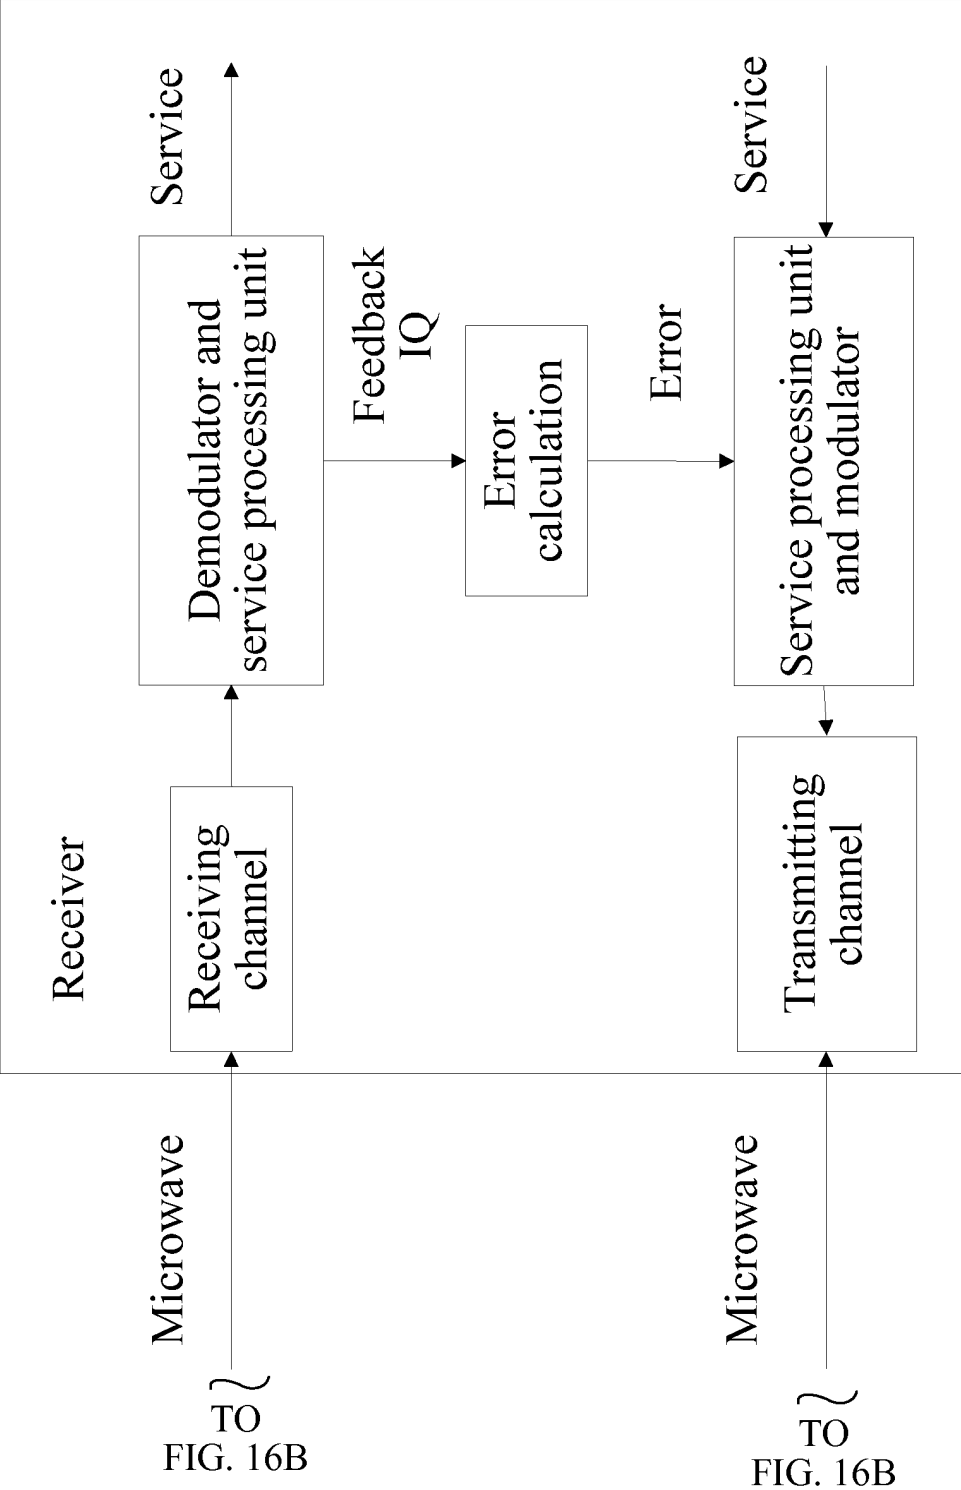 Receiver
Microwave
Receiving
channel
Demodulator and
service processing unit
Service
Feedback
IQ
Error
calculation
Error
Microwave
Transmitting
channel
Service processing unit
and modulator
Service
TO
FIG. 16B
TO
FIG. 16B